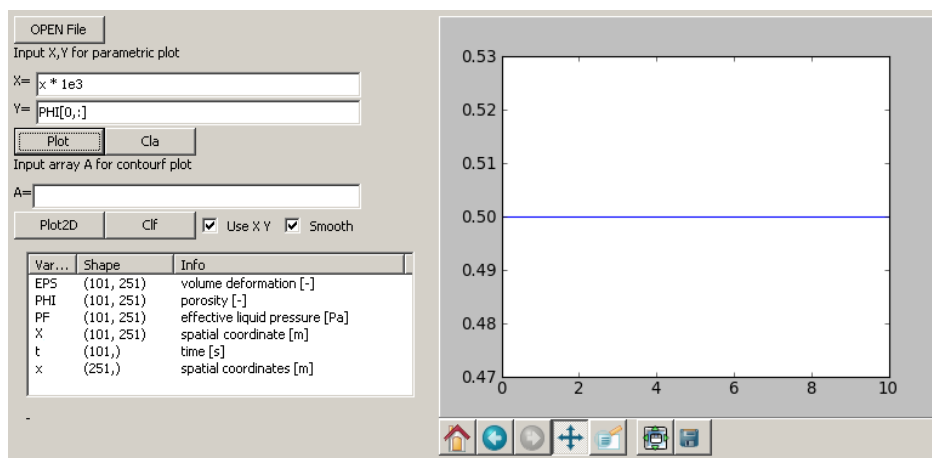 OPEN File
Input X,Y for parametric plot
X= x * 1e3
Y= PHI[0,:]
Plot Cla
Input array A for contourf plot
A=
Plot2D Clf Use X Y Smooth
Var... Shape Info
EPS (101, 251) volume deformation [-]
PHI (101, 251) porosity [-]
PF (101, 251) effective liquid pressure [Pa]
X (101, 251) spatial coordinate [m]
t (101,) time [s]
x (251,) spatial coordinates [m]
-
0.53
0.52
0.51
0.50
0.49
0.48
0.47
0 2 4 6 8 10